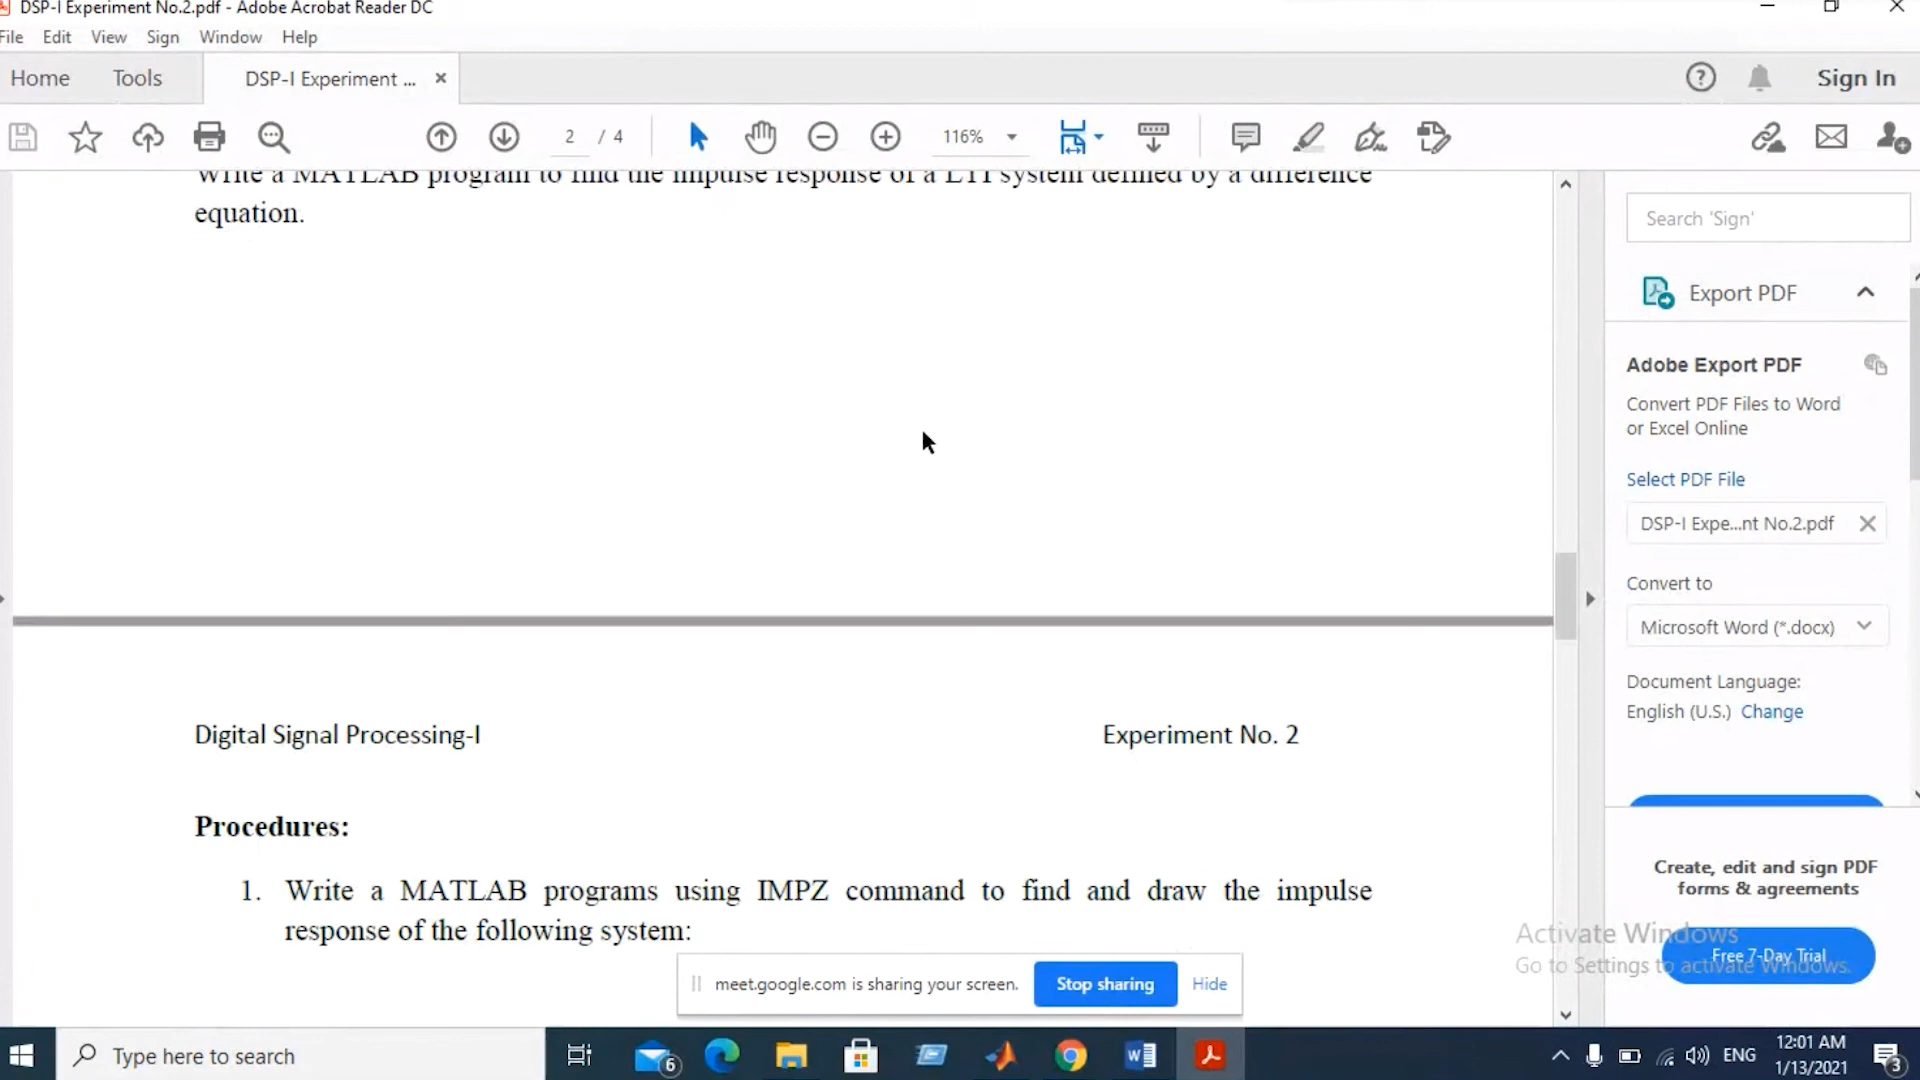 DSP-I Experiment No.2.pdf - Adobe Acrobat Reader DC
File Edit View Sign Window Help
Home Tools DSP-I Experiment ... × Sign In
2 / 4 116%
Write a MATLAB program to find the impulse response of a LTI system defined by a difference
equation.
Digital Signal Processing-I Experiment No. 2
Procedures:
1. Write a MATLAB programs using IMPZ command to find and draw the impulse
response of the following system:
Search 'Sign'
Export PDF
Adobe Export PDF
Convert PDF Files to Word
or Excel Online
Select PDF File
DSP-I Expe...nt No.2.pdf
Convert to
Microsoft Word (*.docx)
Document Language:
English (U.S.) Change
Create, edit and sign PDF
forms & agreements
Free 7-Day Trial
Activate Windows
Go to Settings to activate Windows.
meet.google.com is sharing your screen. Stop sharing Hide
Type here to search
6
ENG
12:01 AM
1/13/2021
3